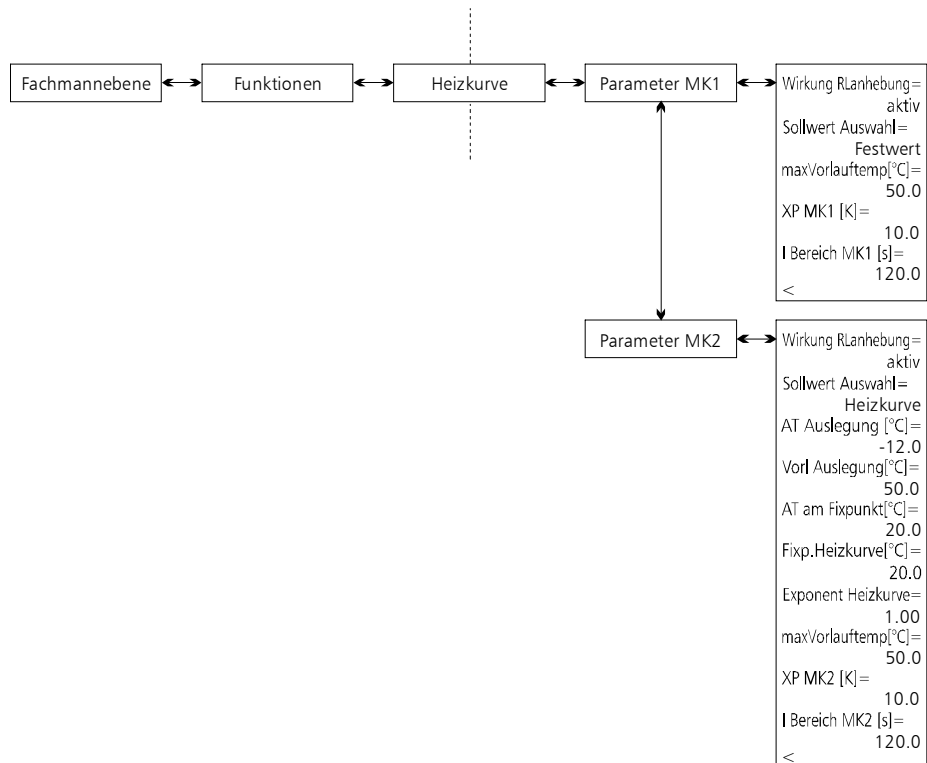 Fachmannebene
Funktionen
Heizkurve
Parameter MK1
Wirkung RLanhebung=
aktiv
Sollwert Auswahl=
Festwert
maxVorlauftemp[°C]=
50.0
XP MK1 [K]=
10.0
I Bereich MK1 [s]=
120.0
<
Parameter MK2
Wirkung RLanhebung=
aktiv
Sollwert Auswahl=
Heizkurve
AT Auslegung [°C]=
-12.0
Vorl Auslegung[°C]=
50.0
AT am Fixpunkt[°C]=
20.0
Fixp.Heizkurve[°C]=
20.0
Exponent Heizkurve=
1.00
maxVorlauftemp[°C]=
50.0
XP MK2 [K]=
10.0
I Bereich MK2 [s]=
120.0
<